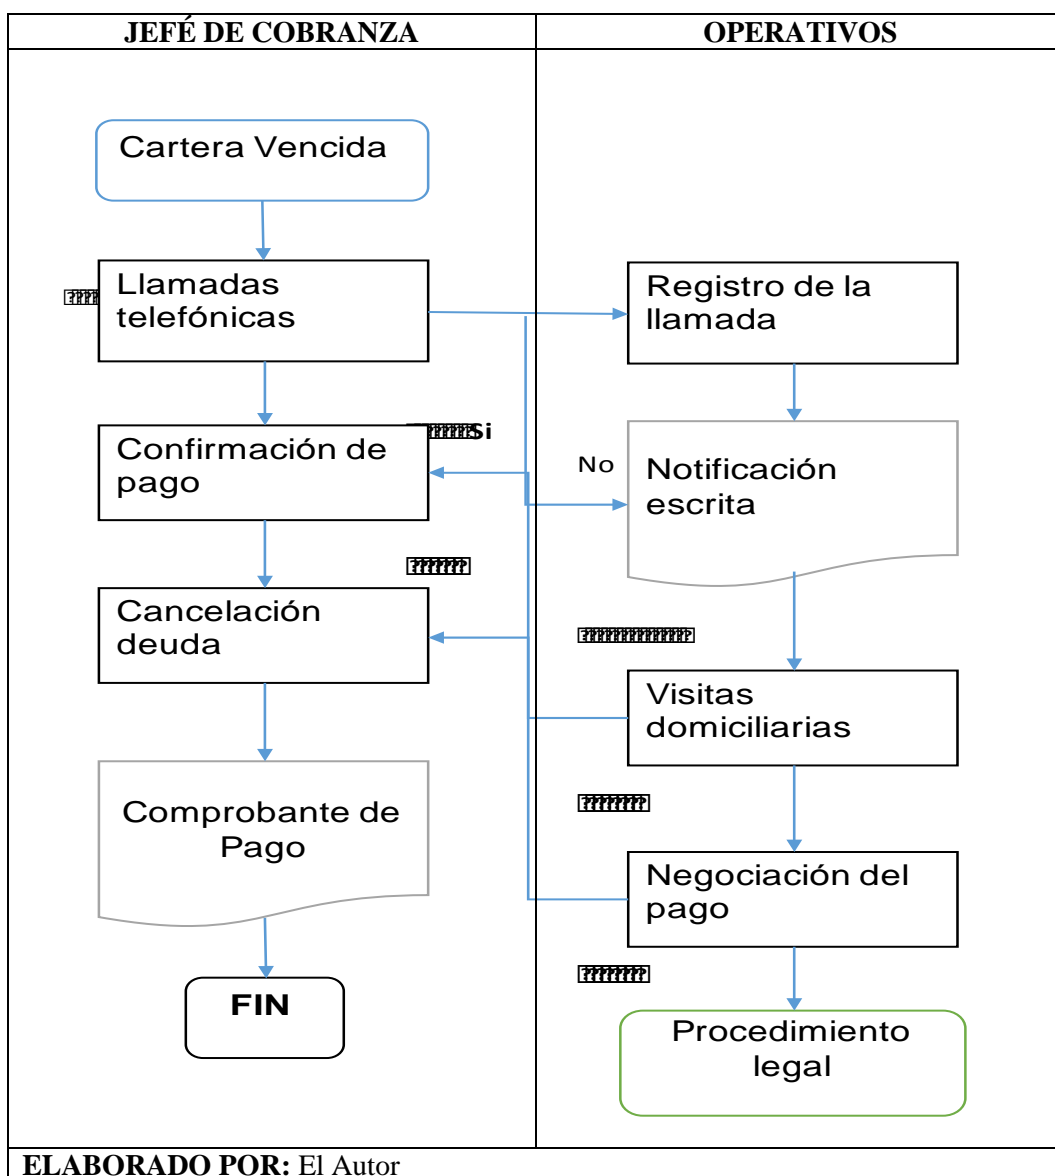 JEFÉ DE COBRANZA
OPERATIVOS
Cartera Vencida
Llamadas
telefónicas
Registro de la
llamada
Confirmación de
pago
Si
No
Notificación
escrita
Cancelación
deuda
Visitas
domiciliarias
Comprobante de
Pago
Negociación del
pago
FIN
Procedimiento
legal
ELABORADO POR: El Autor